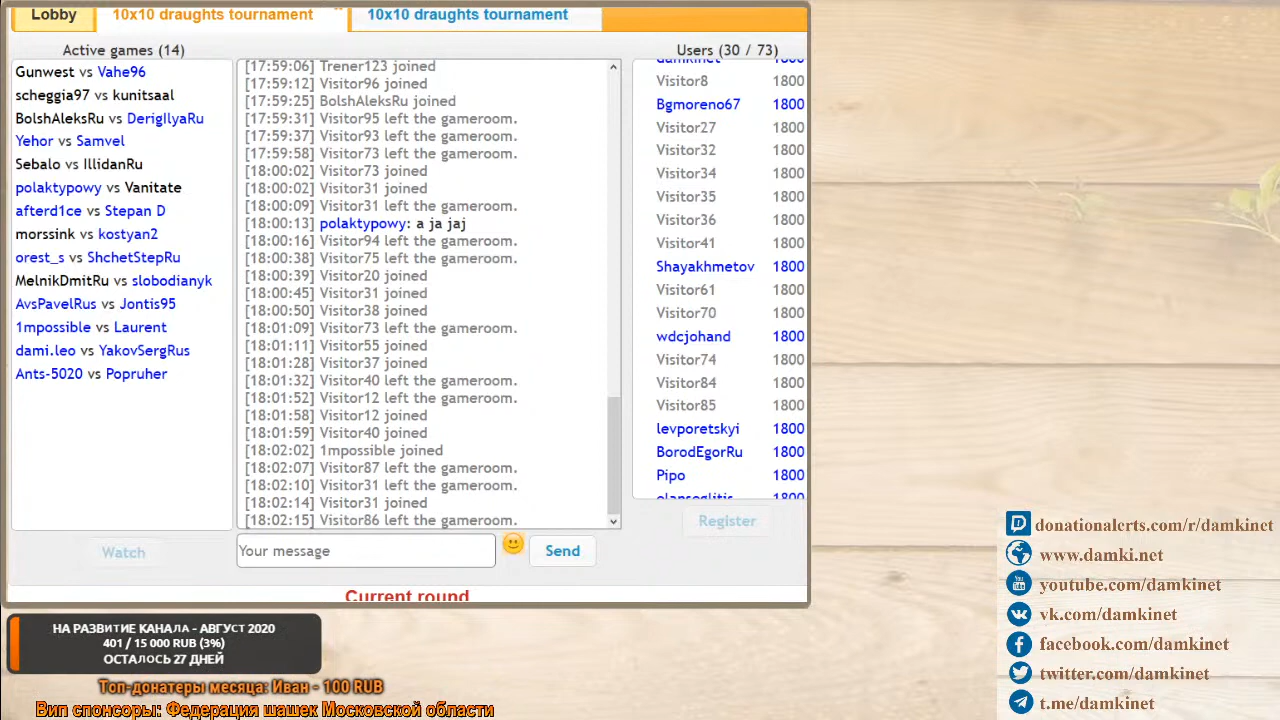 Lobby
10x10 draughts tournament
10x10 draughts tournament
Active games (14)
Gunwest vs Vahe96
scheggia97 vs kunitsaal
BolshAleksRu vs DerigIlyaRu
Yehor vs Samvel
Sebalo vs IllidanRu
polaktypowy vs Vanitate
afterd1ce vs Stepan D
morssink vs kostyan2
orest_s vs ShchetStepRu
MelnikDmitRu vs slobodianyk
AvsPavelRus vs Jontis95
1mpossible vs Laurent
dami.leo vs YakovSergRus
Ants-5020 vs Popruher
Watch
[17:59:06] Trener123 joined
[17:59:12] Visitor96 joined
[17:59:25] BolshAleksRu joined
[17:59:31] Visitor95 left the gameroom.
[17:59:37] Visitor93 left the gameroom.
[17:59:58] Visitor73 left the gameroom.
[18:00:02] Visitor73 joined
[18:00:02] Visitor31 joined
[18:00:09] Visitor31 left the gameroom.
[18:00:13] polaktypowy: a ja jaj
[18:00:16] Visitor94 left the gameroom.
[18:00:38] Visitor75 left the gameroom.
[18:00:39] Visitor20 joined
[18:00:45] Visitor31 joined
[18:00:50] Visitor38 joined
[18:01:09] Visitor73 left the gameroom.
[18:01:11] Visitor55 joined
[18:01:28] Visitor37 joined
[18:01:32] Visitor40 left the gameroom.
[18:01:52] Visitor12 left the gameroom.
[18:01:58] Visitor12 joined
[18:01:59] Visitor40 joined
[18:02:02] 1mpossible joined
[18:02:07] Visitor87 left the gameroom.
[18:02:10] Visitor31 left the gameroom.
[18:02:14] Visitor31 joined
[18:02:15] Visitor86 left the gameroom.
Your message
Send
Users (30 / 73)
damkinet 1800
Visitor8 1800
Bgmoreno67 1800
Visitor27 1800
Visitor32 1800
Visitor34 1800
Visitor35 1800
Visitor36 1800
Visitor41 1800
Shayakhmetov 1800
Visitor61 1800
Visitor70 1800
wdcjohand 1800
Visitor74 1800
Visitor84 1800
Visitor85 1800
levporetskyi 1800
BorodEgorRu 1800
Pipo 1800
1800
Register
Current round
НА РАЗВИТИЕ КАНАЛА - АВГУСТ 2020
401 / 15 000 RUB (3%)
ОСТАЛОСЬ 27 ДНЕЙ
Топ-донатеры месяца: Иван - 100 RUB
Вип спонсоры: Федерация шашек Московской области
donationalerts.com/r/damkinet
www.damki.net
youtube.com/damkinet
vk.com/damkinet
facebook.com/damkinet
twitter.com/damkinet
t.me/damkinet